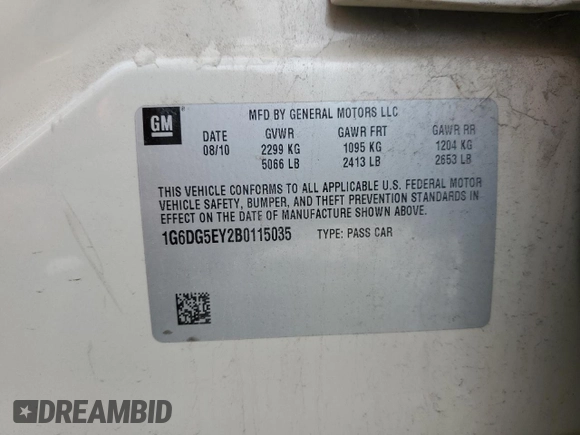 GM®
MFD BY GENERAL MOTORS LLC
DATE GVWR GAWR FRT GAWR RR
08/10 2299 KG 1095 KG 1204 KG
5066 LB 2413 LB 2653 LB
THIS VEHICLE CONFORMS TO ALL APPLICABLE U.S. FEDERAL MOTOR
VEHICLE SAFETY, BUMPER, AND THEFT PREVENTION STANDARDS IN
EFFECT ON THE DATE OF MANUFACTURE SHOWN ABOVE.
1G6DG5EY2B0115035 TYPE: PASS CAR
DREAMBID